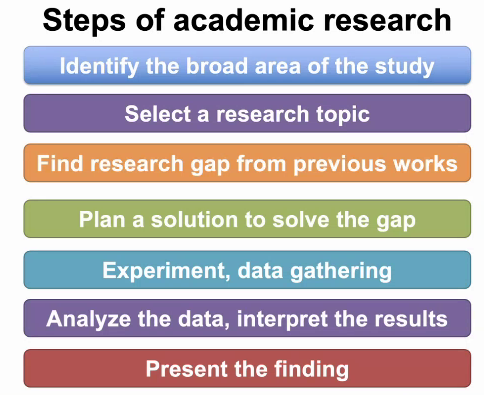 Steps of academic research
Identify the broad area of the study
Select a research topic
Find research gap from previous works
Plan a solution to solve the gap
Experiment, data gathering
Analyze the data, interpret the results
Present the finding